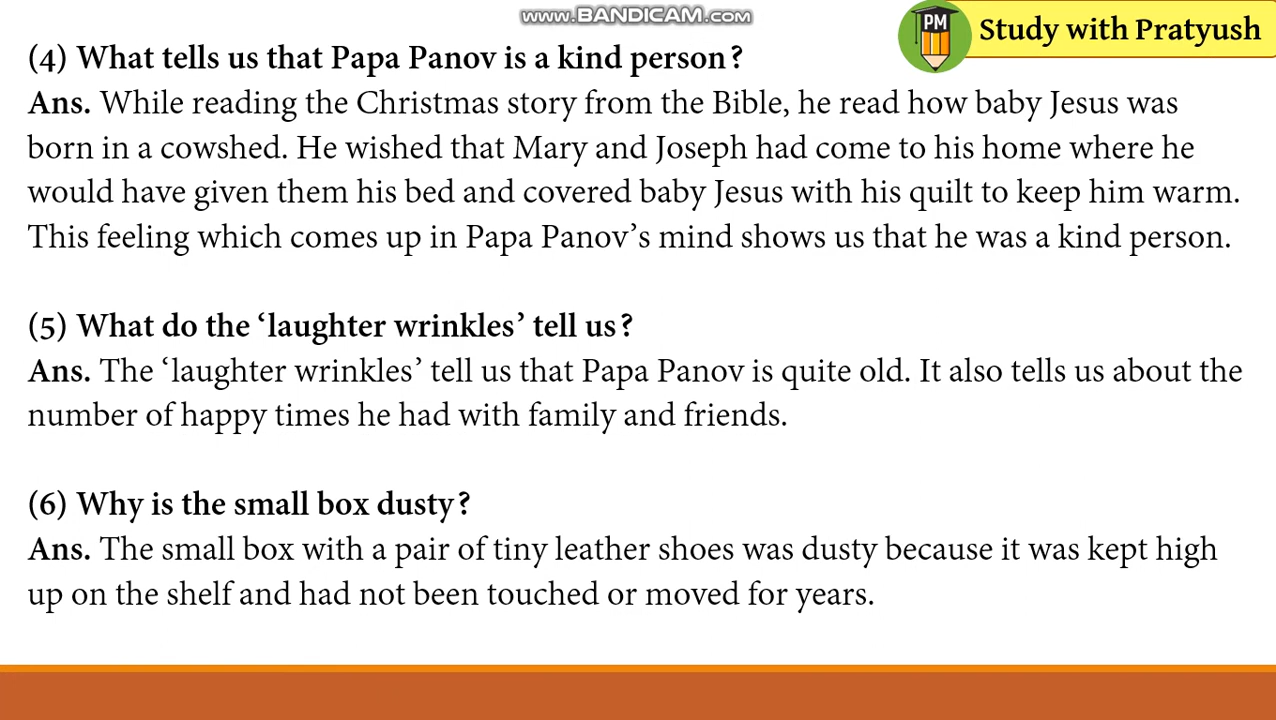 www.BANDICAM.com
PM
Study with Pratyush
(4) What tells us that Papa Panov is a kind person?
Ans. While reading the Christmas story from the Bible, he read how baby Jesus was
born in a cowshed. He wished that Mary and Joseph had come to his home where he
would have given them his bed and covered baby Jesus with his quilt to keep him warm.
This feeling which comes up in Papa Panov’s mind shows us that he was a kind person.
(5) What do the ‘laughter wrinkles’ tell us?
Ans. The ‘laughter wrinkles’ tell us that Papa Panov is quite old. It also tells us about the
number of happy times he had with family and friends.
(6) Why is the small box dusty?
Ans. The small box with a pair of tiny leather shoes was dusty because it was kept high
up on the shelf and had not been touched or moved for years.